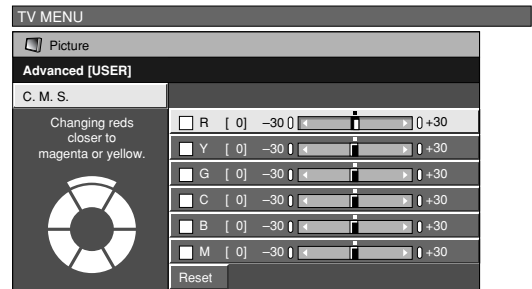 TV MENU
Picture
Advanced [USER]
C. M. S.
Changing reds
closer to
magenta or yellow.
R [ 0] –30 +30
Y [ 0] –30 +30
G [ 0] –30 +30
C [ 0] –30 +30
B [ 0] –30 +30
M [ 0] –30 +30
Reset